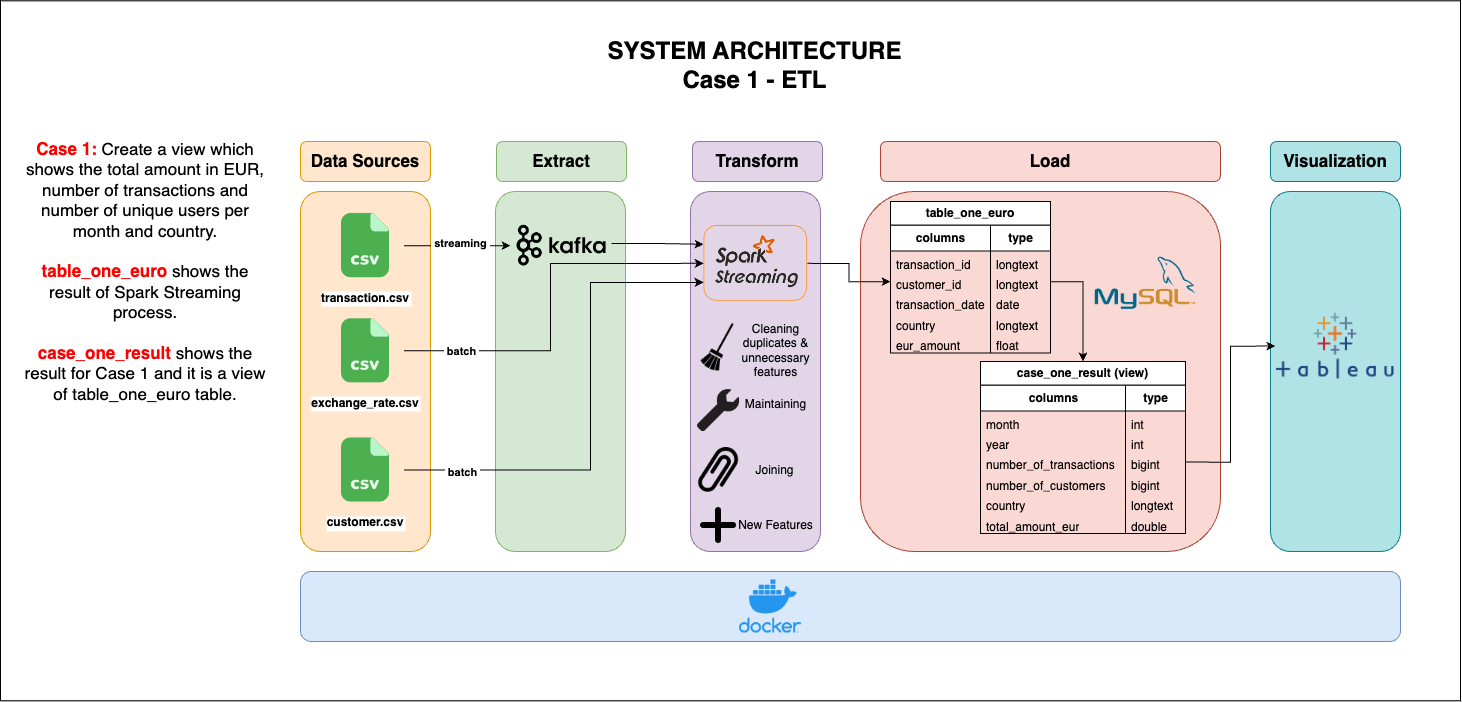 SYSTEM ARCHITECTURE
Case 1 - ETL
Case 1: Create a view which
shows the total amount in EUR,
number of transactions and
number of unique users per
month and country.
table_one_euro shows the
result of Spark Streaming
process.
case_one_result shows the
result for Case 1 and it is a view
of table_one_euro table.
Data Sources
CSV
transaction.csv
CSV
exchange_rate.csv
CSV
customer.csv
streaming
batch
batch
Extract
kafka
Transform
Spark
Streaming
Cleaning
duplicates &
unnecessary
features
Maintaining
Joining
New Features
Load
table_one_euro
columns type
transaction_id longtext
customer_id longtext
transaction_date date
country longtext
eur_amount float
MySQL
case_one_result (view)
columns type
month int
year int
number_of_transactions bigint
number_of_customers bigint
country longtext
total_amount_eur double
Visualization
+ableau
docker